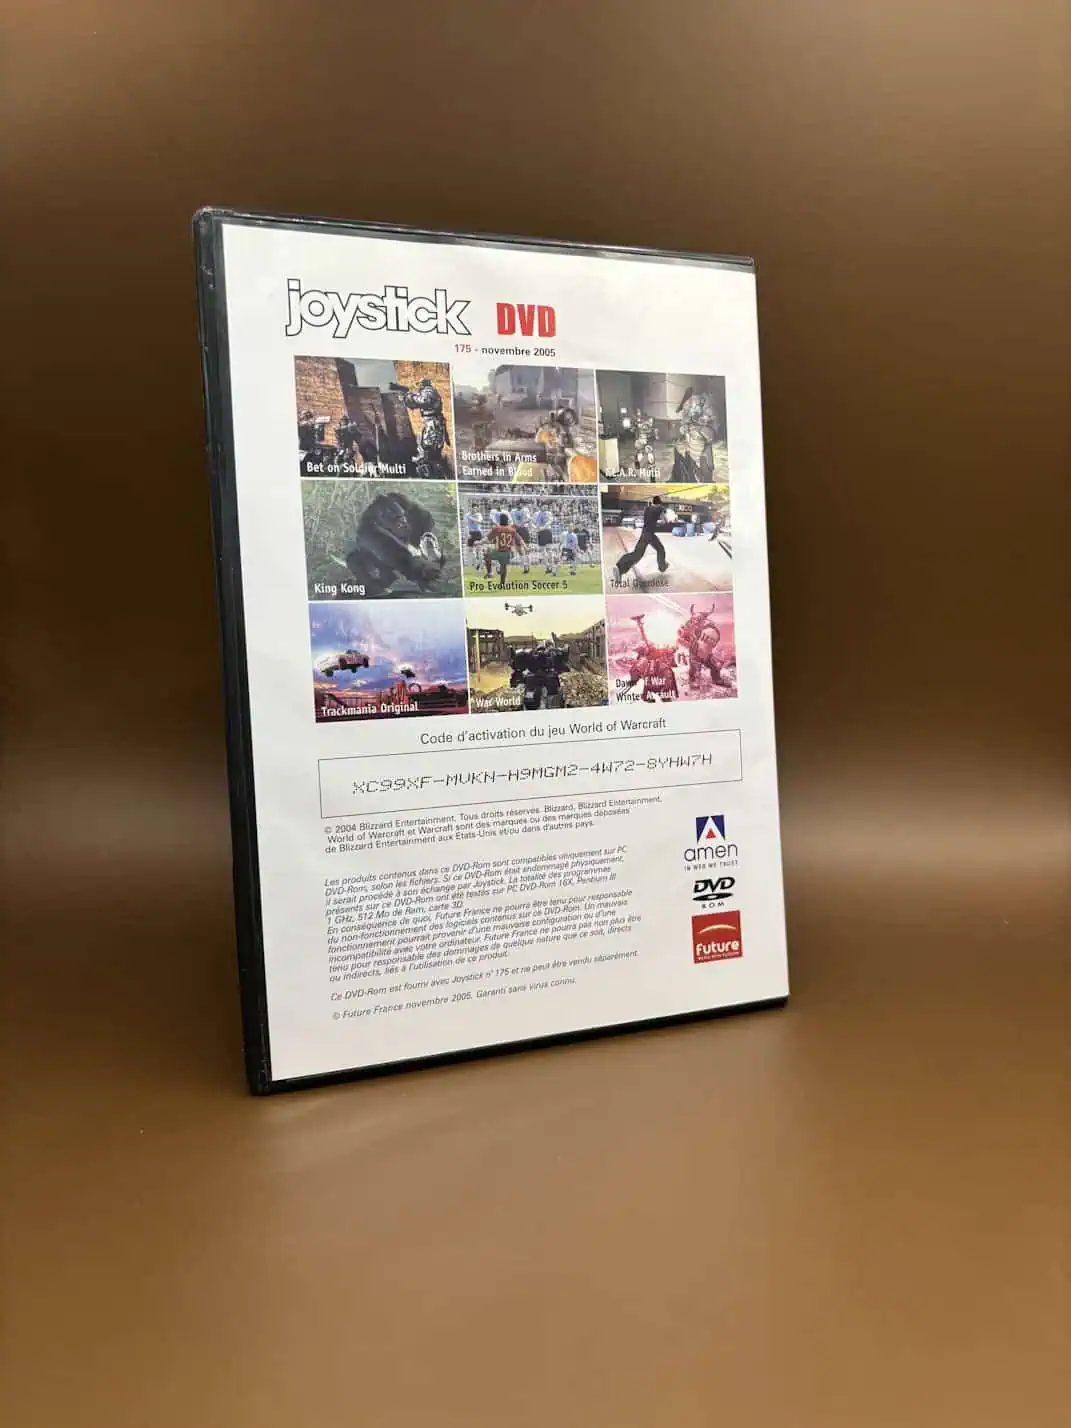 joystick DVD
175 - novembre 2005
Bet on Soldier Multi
Brothers in Arms
Earned in Blood
F.E.A.R. Multi
King Kong
132
Pro Evolution Soccer 5
Total Overdose
Trackmania Original
War World
Dawn of War
Winter Assault
Code d'activation du jeu World of Warcraft
XC99XF-MVKN-H9MGM2-4W72-8YHW7H
© 2004 Blizzard Entertainment. Tous droits réservés. Blizzard, Blizzard Entertainment,
World of Warcraft et Warcraft sont des marques ou des marques déposées
de Blizzard Entertainment aux Etats-Unis et/ou dans d'autres pays.
Les produits contenus dans ce DVD-Rom sont compatibles uniquement sur PC
DVD-Rom, selon les fichiers. Si ce DVD-Rom était endommagé physiquement,
il serait procédé à son échange par Joystick. La totalité des programmes
présents sur ce DVD-Rom ont été testés sur PC DVD-Rom 16X, Pentium III
1 GHz, 512 Mo de Ram, carte 3D.
En conséquence de quoi, Future France ne pourra être tenu pour responsable
du non-fonctionnement des logiciels contenus sur ce DVD-Rom. Un mauvais
fonctionnement pourrait provenir d'une mauvaise configuration ou d'une
incompatibilité avec votre ordinateur. Future France ne pourra pas non plus être
tenu pour responsable des dommages de quelque nature que ce soit, directs
ou indirects, liés à l'utilisation de ce produit.
Ce DVD-Rom est fourni avec Joystick n° 175 et ne peut être vendu séparément.
© Future France novembre 2005. Garanti sans virus connu.
amen
IN WEB WE TRUST
DVD
ROM
Future